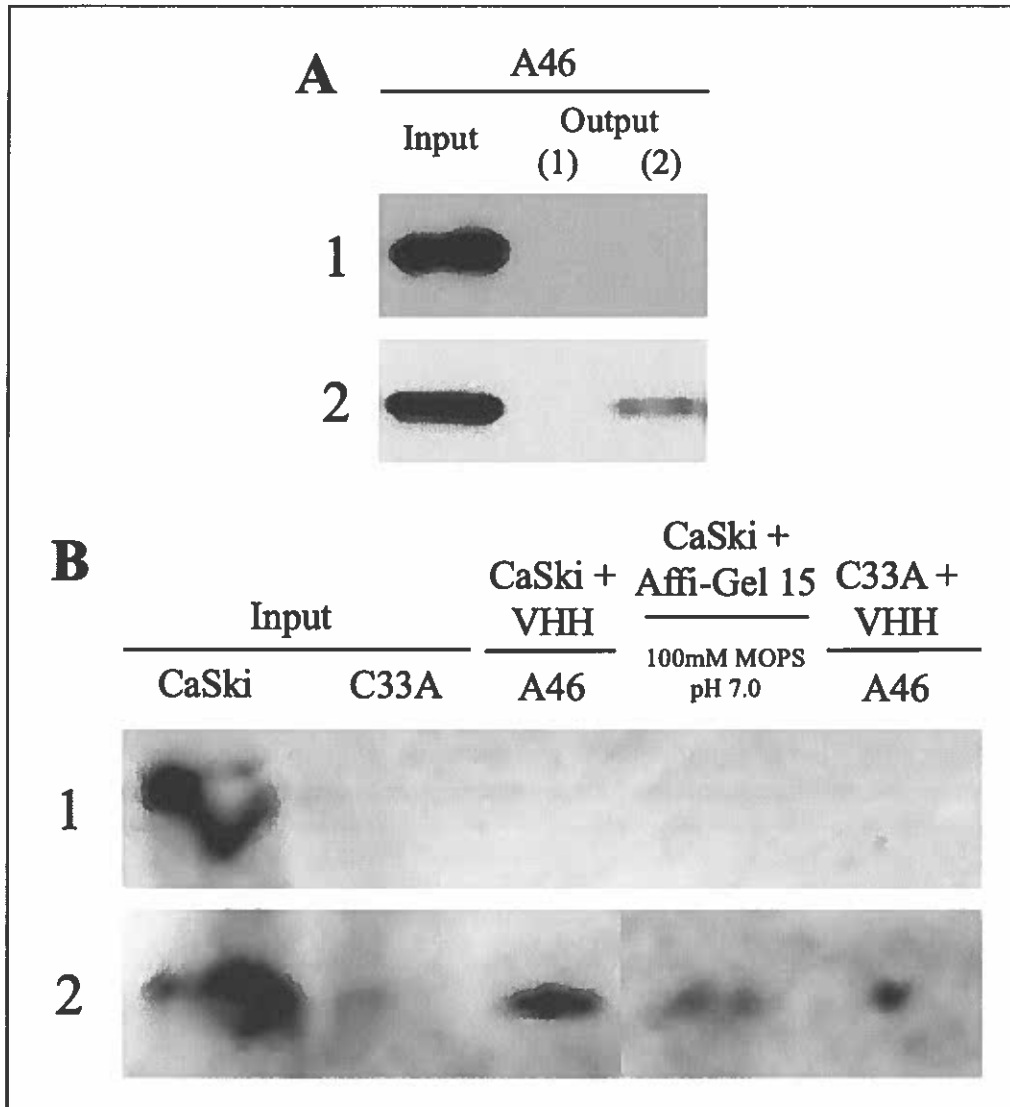 A
A46
Input
Output
(1)
(2)
1
2
B
Input
CaSki
C33A
CaSki +
VHH
A46
CaSki +
Affi-Gel 15
100mM MOPS
pH 7.0
C33A +
VHH
A46
1
2